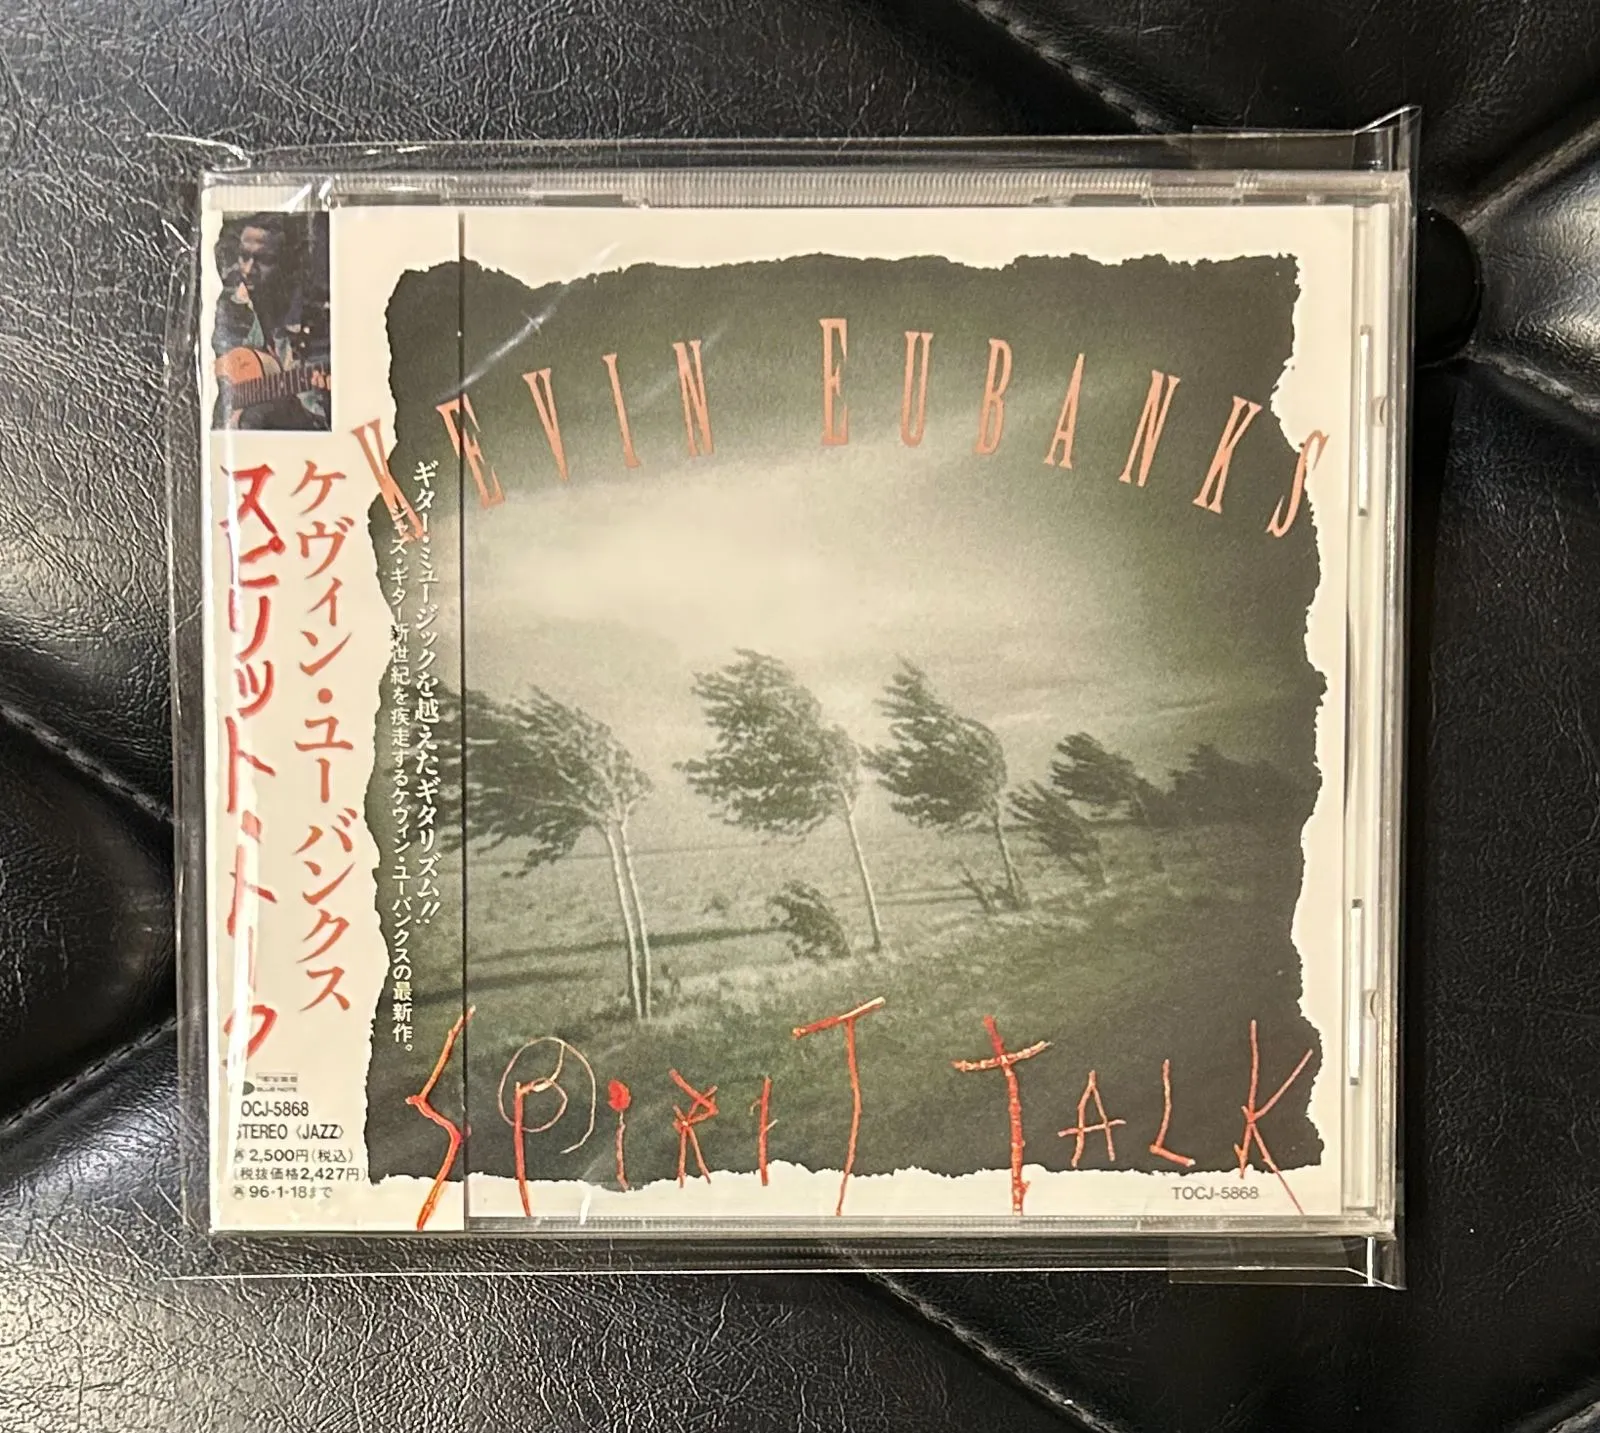 KEVIN EUBANKS
ケヴィン・ユーバンクス
スピリット・トーク
ギター・ミュージックを越えたギタリズム!!
ジャズ・ギター新世紀を疾走するケヴィン・ユーバンクスの最新作。
SPIRIT TALK
BLUE NOTE
TOCJ-5868
STEREO〈JAZZ〉
2,500円(税込)
(税抜価格2,427円)
96・1・18まで
TOCJ-5868